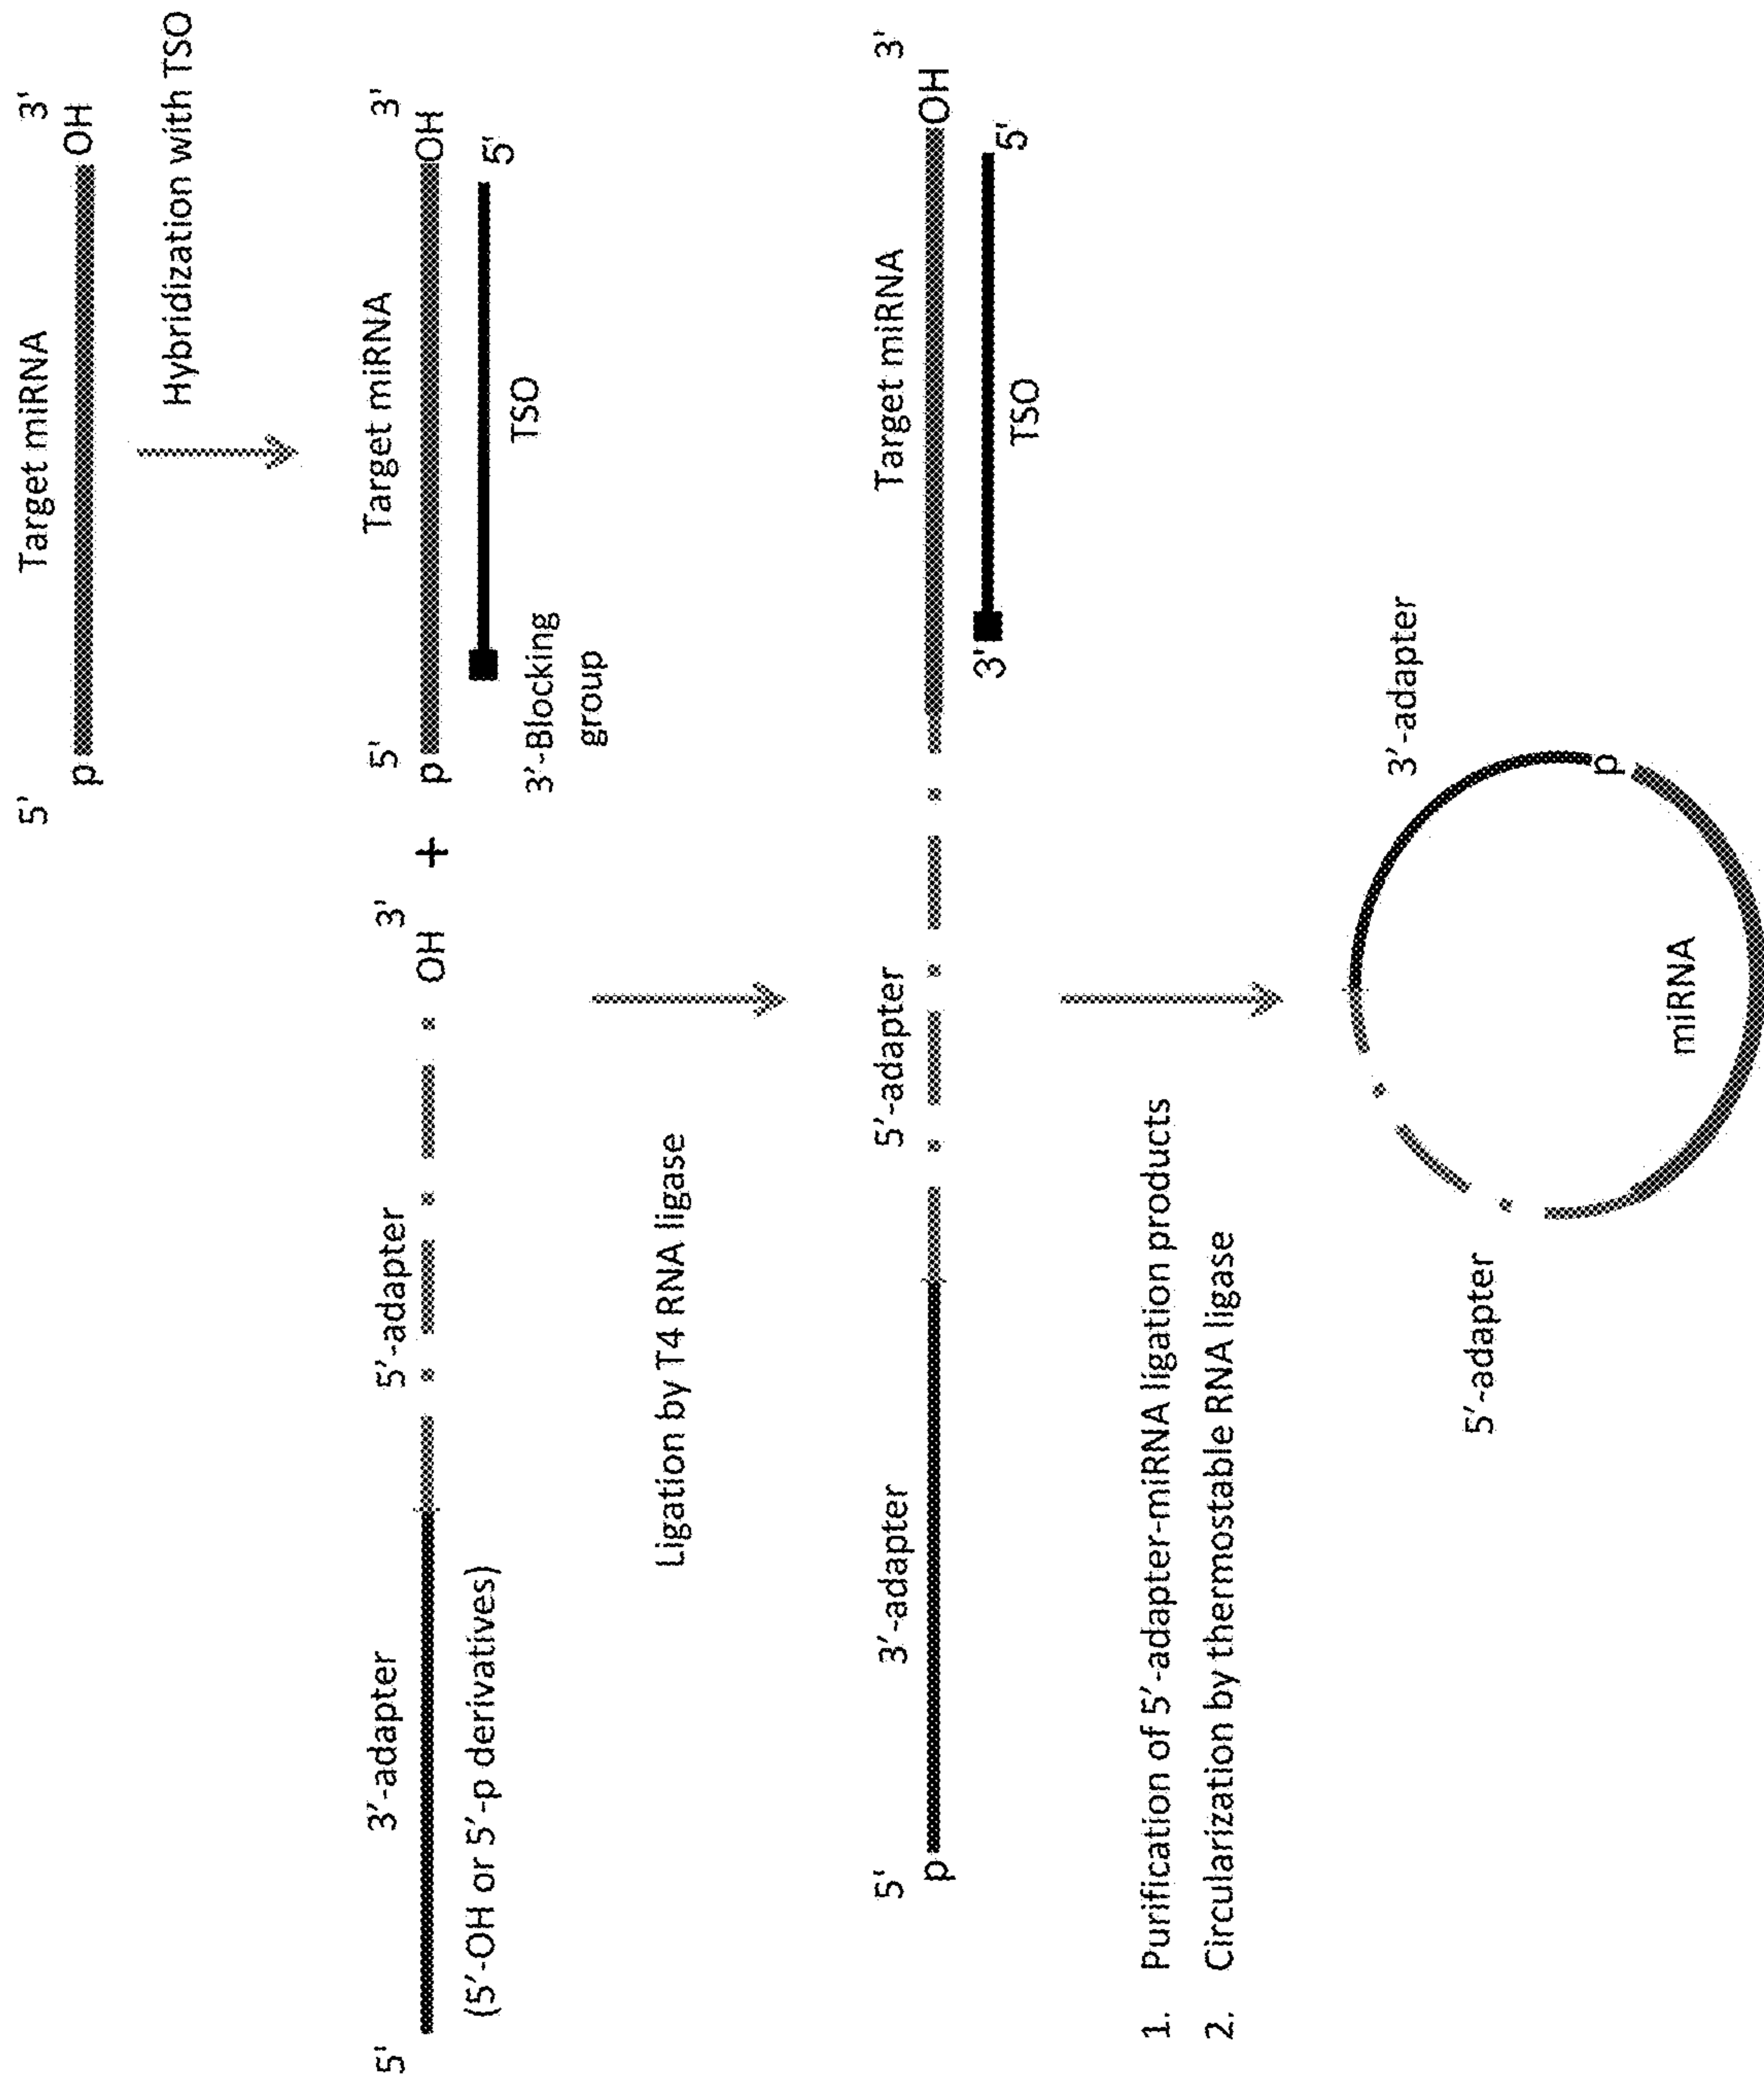 Target miRNA
5'
3'
p
OH
Hybridization with TSO
3'-adapter
5'-adapter
Target miRNA
5'
3'
5'
3'
OH
+
p
OH
(5'-OH or 5'-p derivatives)
5'
TSO
3'-Blocking
group
Ligation by T4 RNA ligase
3'-adapter
5'-adapter
Target miRNA
5'
3'
p
OH
3'
5'
TSO
1. Purification of 5'-adapter-miRNA ligation products
2. Circularization by thermostable RNA ligase
3'-adapter
5'-adapter
p
miRNA